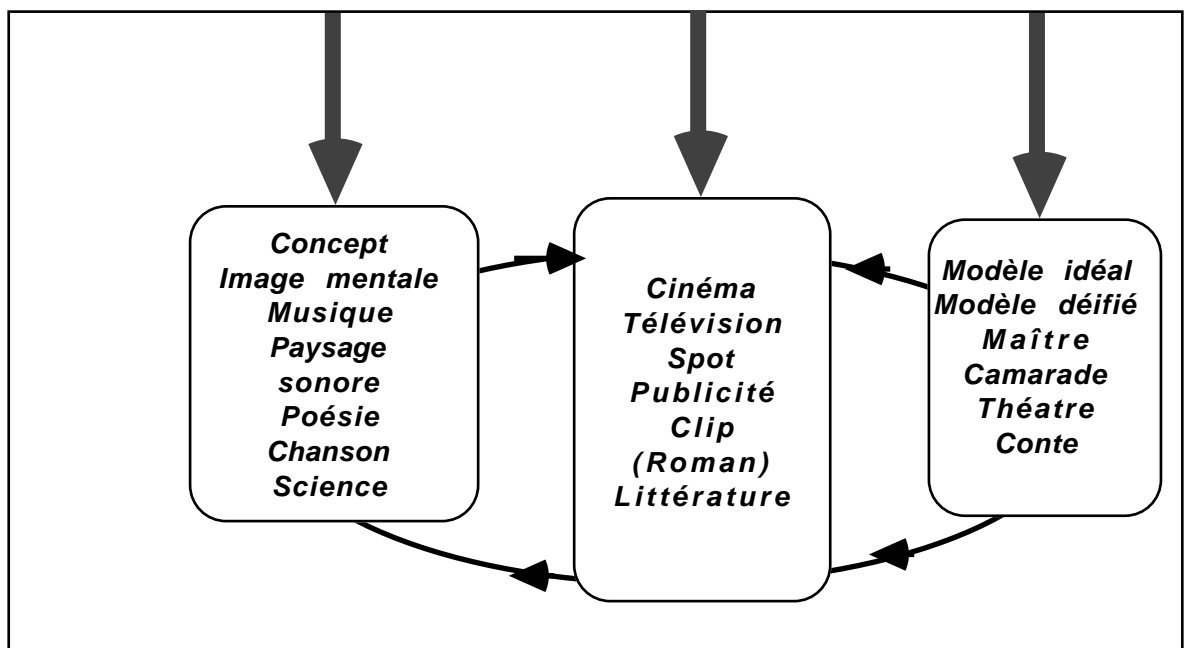 Concept
Image mentale
Musique
Paysage
sonore
Poésie
Chanson
Science
Cinéma
Télévision
Spot
Publicité
Clip
(Roman)
Littérature
Modèle idéal
Modèle déifié
Maître
Camarade
Théatre
Conte